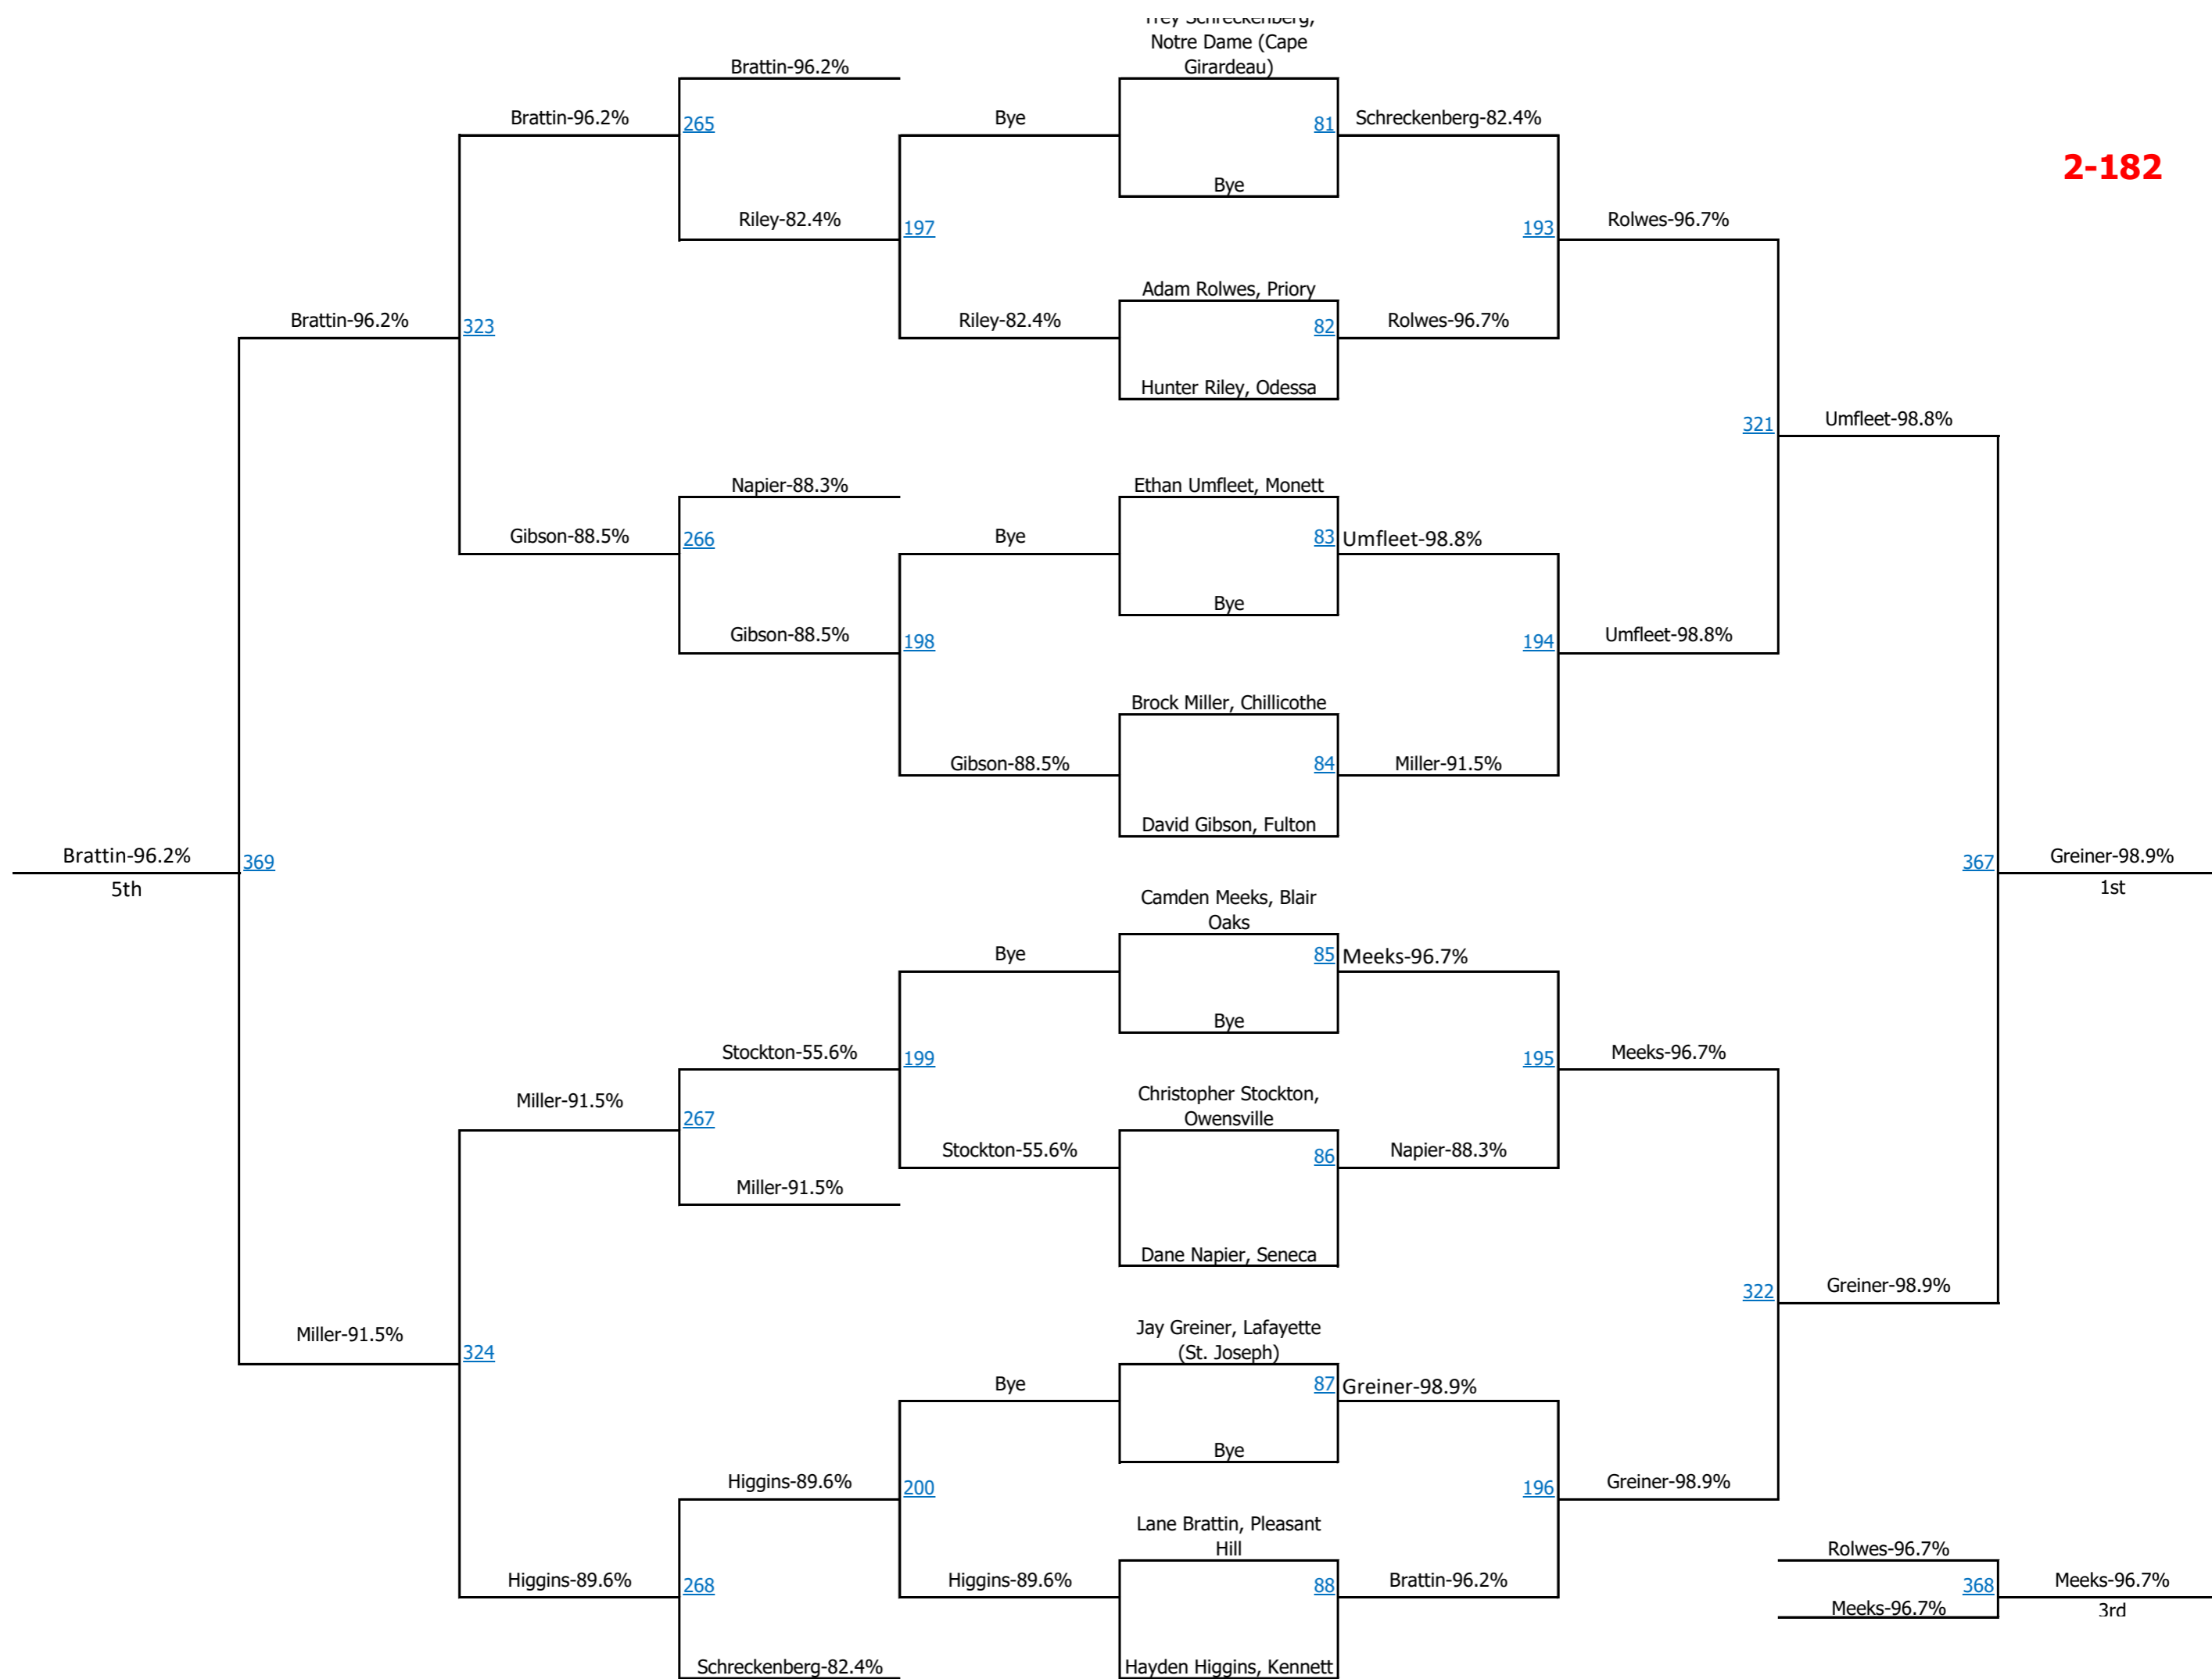 Trey Schreckenberg,
Notre Dame (Cape
Girardeau)
Brattin-96.2%
Brattin-96.2%
265
Bye
81
Schreckenberg-82.4%
2-182
Bye
Riley-82.4%
197
193
Rolwes-96.7%
Adam Rolwes, Priory
Brattin-96.2%
323
Riley-82.4%
82
Rolwes-96.7%
Hunter Riley, Odessa
321
Umfleet-98.8%
Napier-88.3%
Ethan Umfleet, Monett
Gibson-88.5%
266
Bye
83
Umfleet-98.8%
Bye
Gibson-88.5%
198
194
Umfleet-98.8%
Brock Miller, Chillicothe
Gibson-88.5%
84
Miller-91.5%
David Gibson, Fulton
Brattin-96.2%
369
367
Greiner-98.9%
5th
1st
Camden Meeks, Blair
Oaks
Bye
85
Meeks-96.7%
Bye
Stockton-55.6%
199
195
Meeks-96.7%
Miller-91.5%
267
Christopher Stockton,
Owensville
Stockton-55.6%
86
Napier-88.3%
Miller-91.5%
Dane Napier, Seneca
322
Greiner-98.9%
Miller-91.5%
324
Jay Greiner, Lafayette
(St. Joseph)
Bye
87
Greiner-98.9%
Bye
Higgins-89.6%
200
196
Greiner-98.9%
Lane Brattin, Pleasant
Hill
Rolwes-96.7%
Higgins-89.6%
268
Higgins-89.6%
88
Brattin-96.2%
368
Meeks-96.7%
Meeks-96.7%
3rd
Schreckenberg-82.4%
Hayden Higgins, Kennett